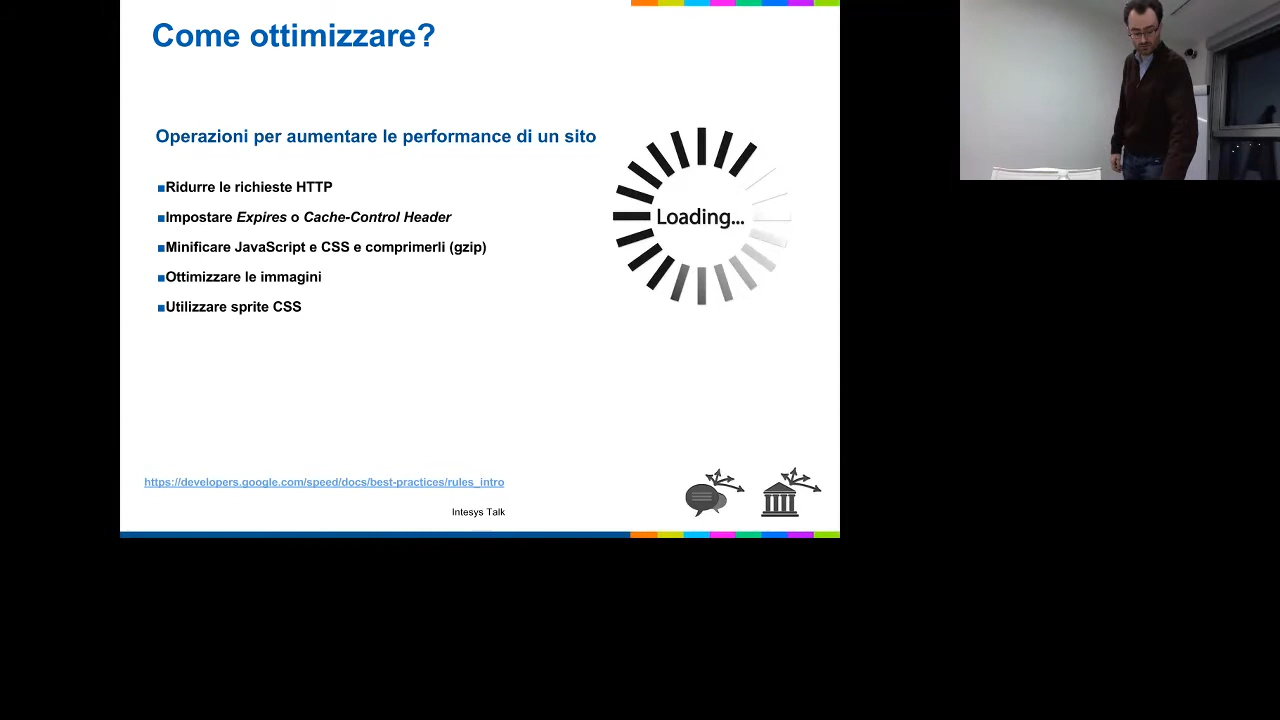 Come ottimizzare?
Operazioni per aumentare le performance di un sito
Ridurre le richieste HTTP
Impostare Expires o Cache-Control Header
Minificare JavaScript e CSS e comprimerli (gzip)
Ottimizzare le immagini
Utilizzare sprite CSS
Loading...
https://developers.google.com/speed/docs/best-practices/rules_intro
Intesys Talk